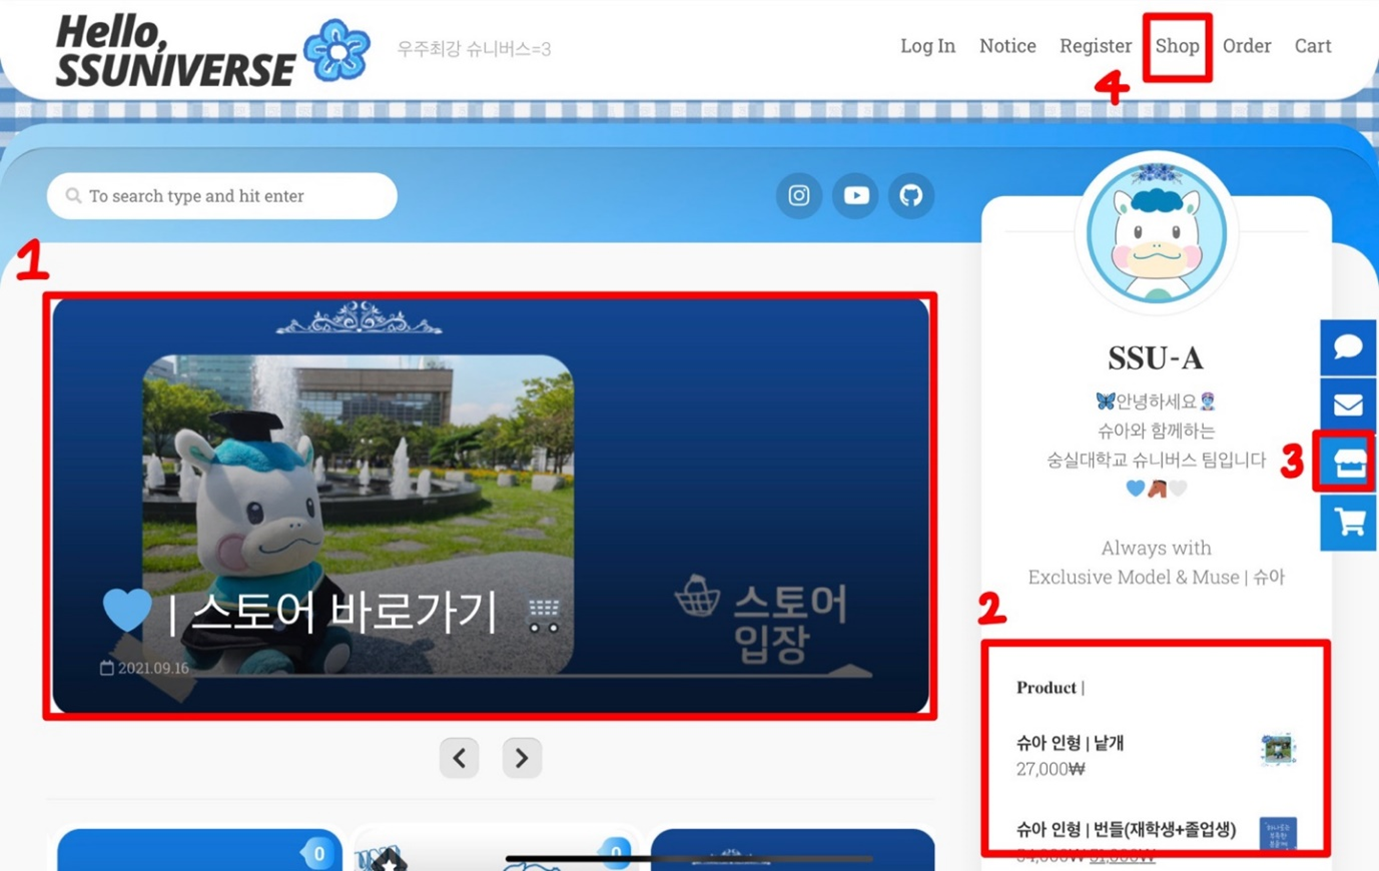 Hello,
SSUNIVERSE
우주최강 슈니버스=3
Log In Notice Register Shop Order Cart
4
To search type and hit enter
1
SSU-A
안녕하세요
슈아와 함께하는
숭실대학교 슈니버스 팀입니다
3
Always with
Exclusive Model & Muse | 슈아
| 스토어 바로가기
2021.09.16
스토어
입장
2
Product |
슈아 인형 | 낱개
27,000₩
슈아 인형 | 번들(재학생+졸업생)
54,000₩ 51,000₩
0
0